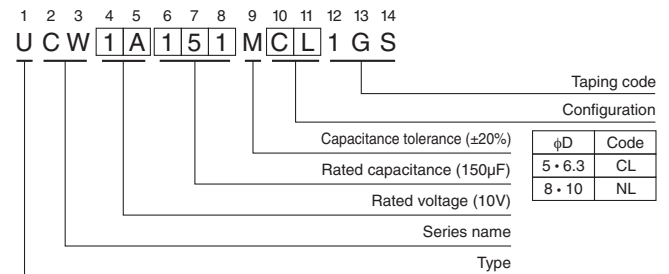 1 2 3 4 5 6 7 8 9 10 11 12 13 14
U C W 1 A 1 5 1 M C L 1 G S
Taping code
Configuration
Capacitance tolerance (±20%)
Rated capacitance (150µF)
Rated voltage (10V)
Series name
Type
ϕD Code
5 • 6.3 CL
8 • 10 NL